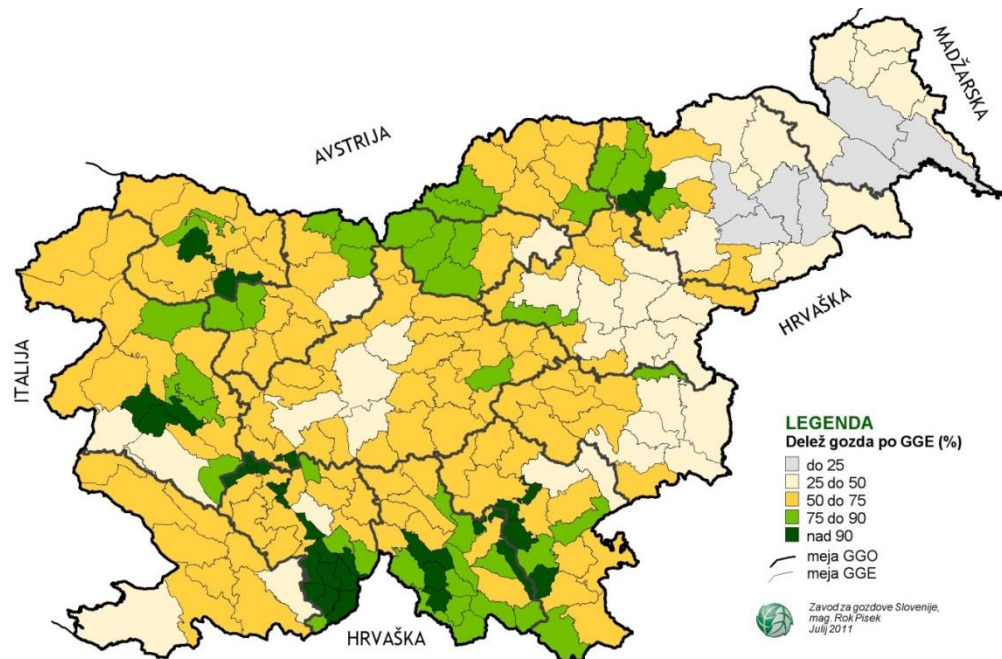 MADŽARSKA
AVSTRIJA
ITALIJA
HRVAŠKA
HRVAŠKA
LEGENDA
Delež gozda po GGE (%)
do 25
25 do 50
50 do 75
75 do 90
nad 90
meja GGO
meja GGE
Zavod za gozdove Slovenije,
mag. Rok Pisek
Julij 2011